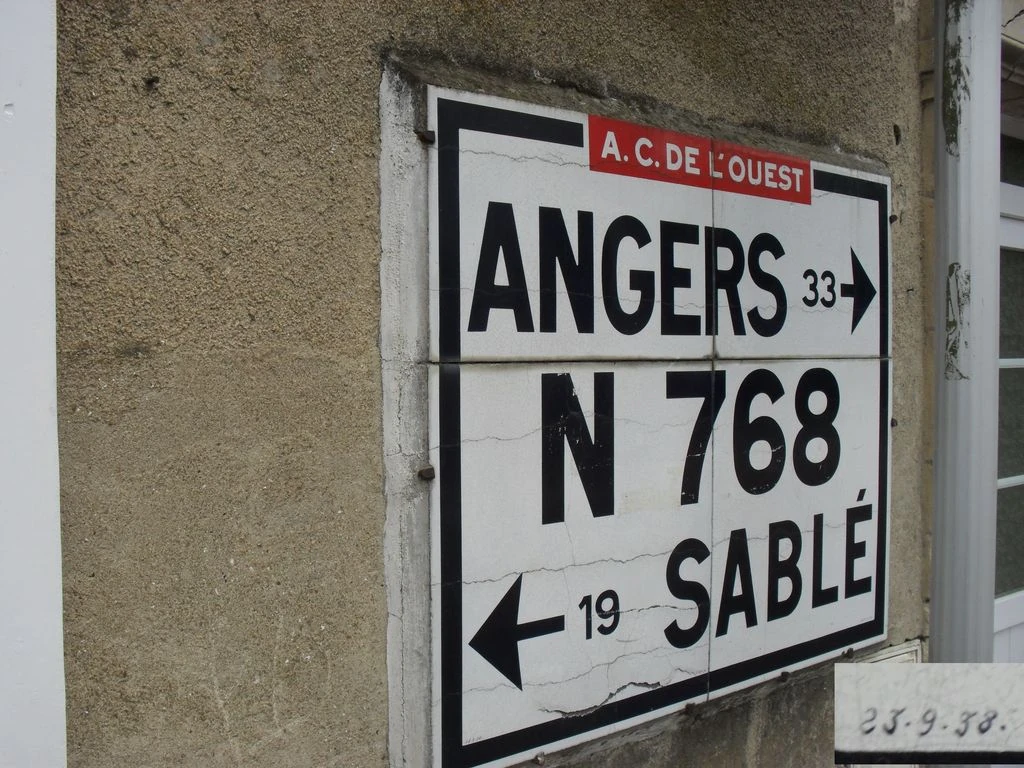 A. C. DE L'OUEST
ANGERS 33
N 768
SABLÉ
19
23.9.38.